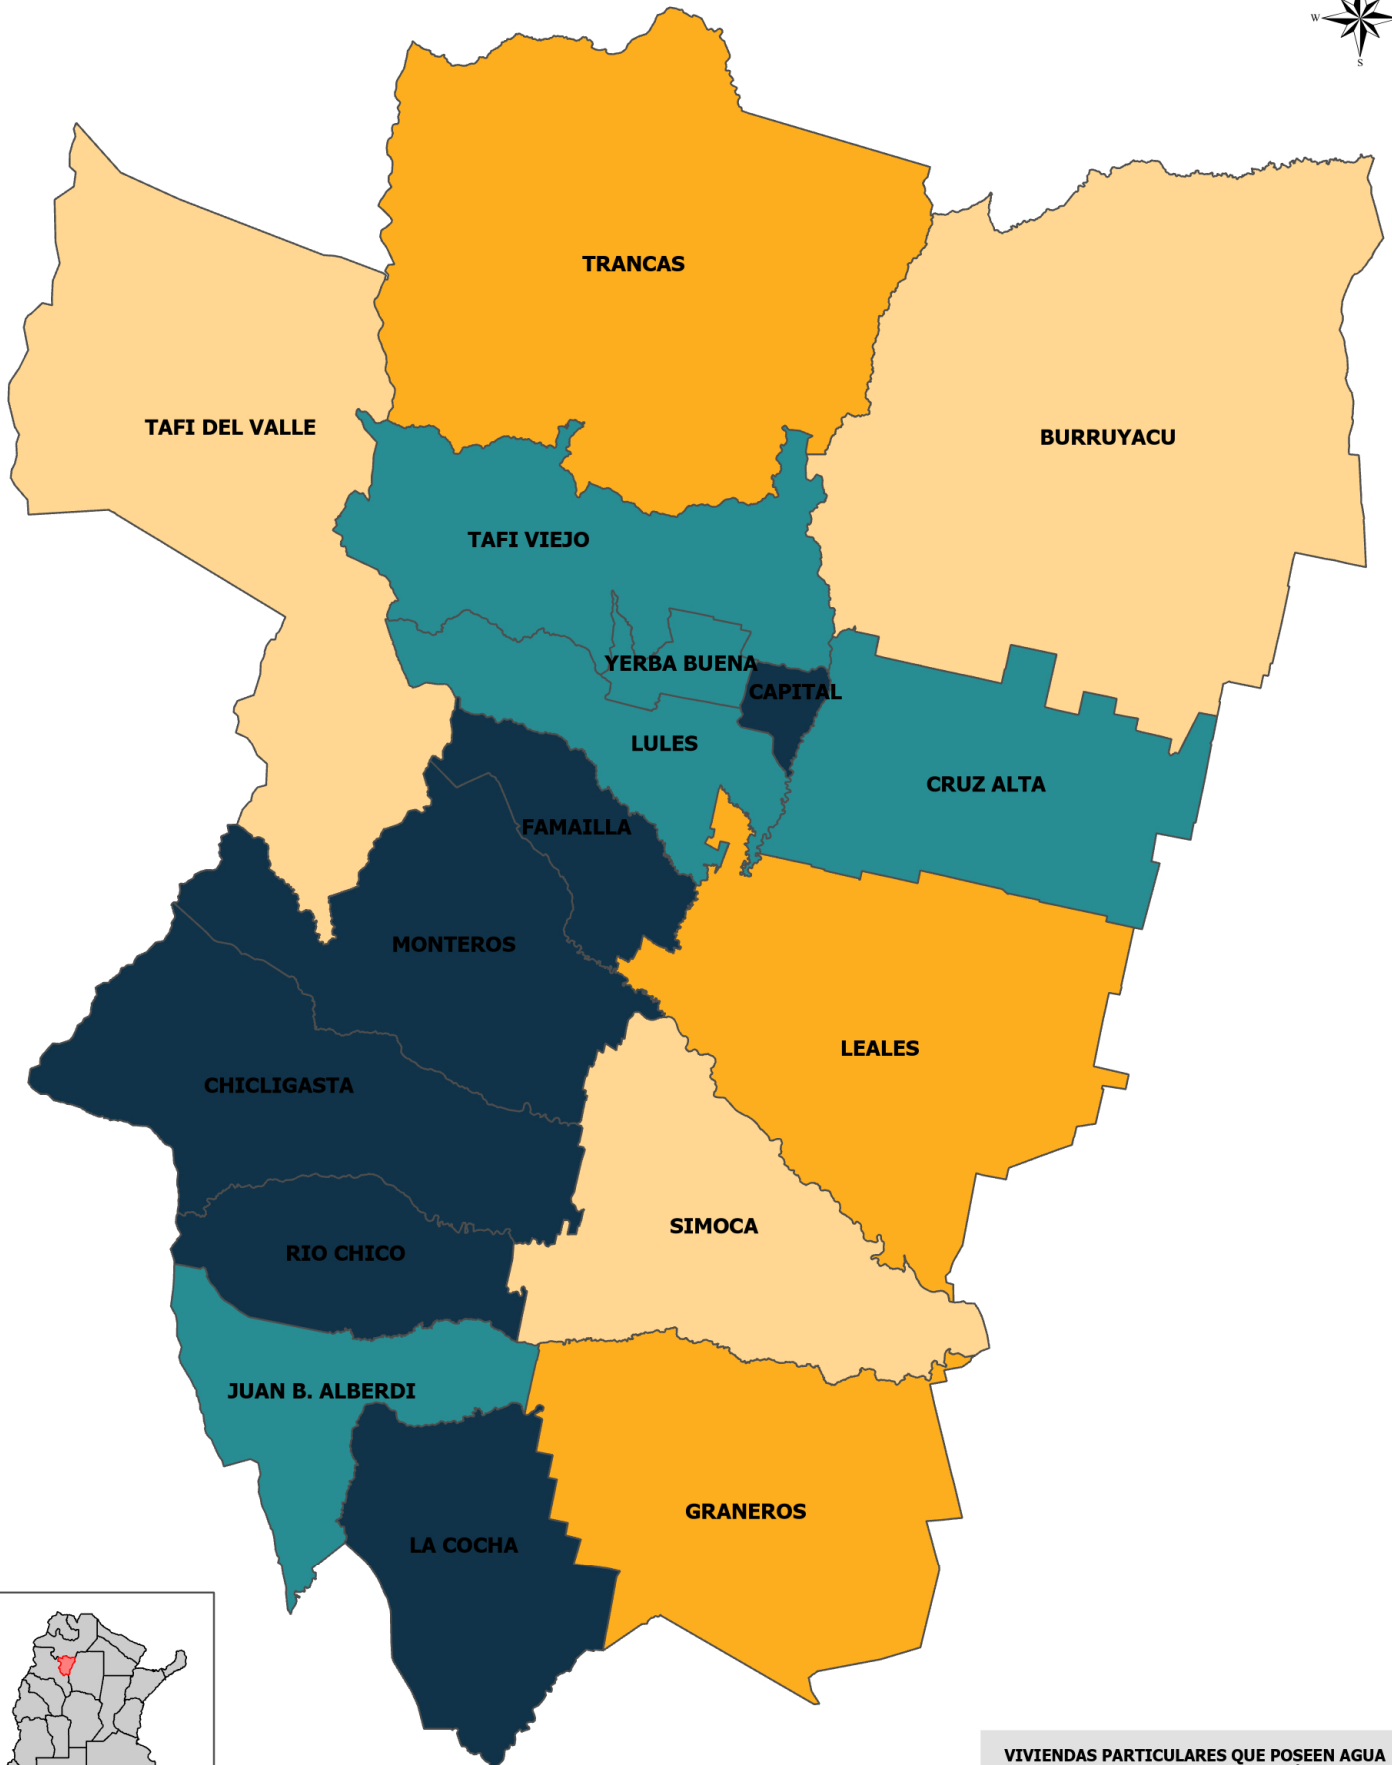 W
S
TRANCAS
TAFI DEL VALLE
BURRUYACU
TAFI VIEJO
YERBA BUENA
CAPITAL
LULES
CRUZ ALTA
FAMAILLA
MONTEROS
LEALES
CHICLIGASTA
SIMOCA
RIO CHICO
JUAN B. ALBERDI
GRANEROS
LA COCHA
VIVIENDAS PARTICULARES QUE POSEEN AGUA